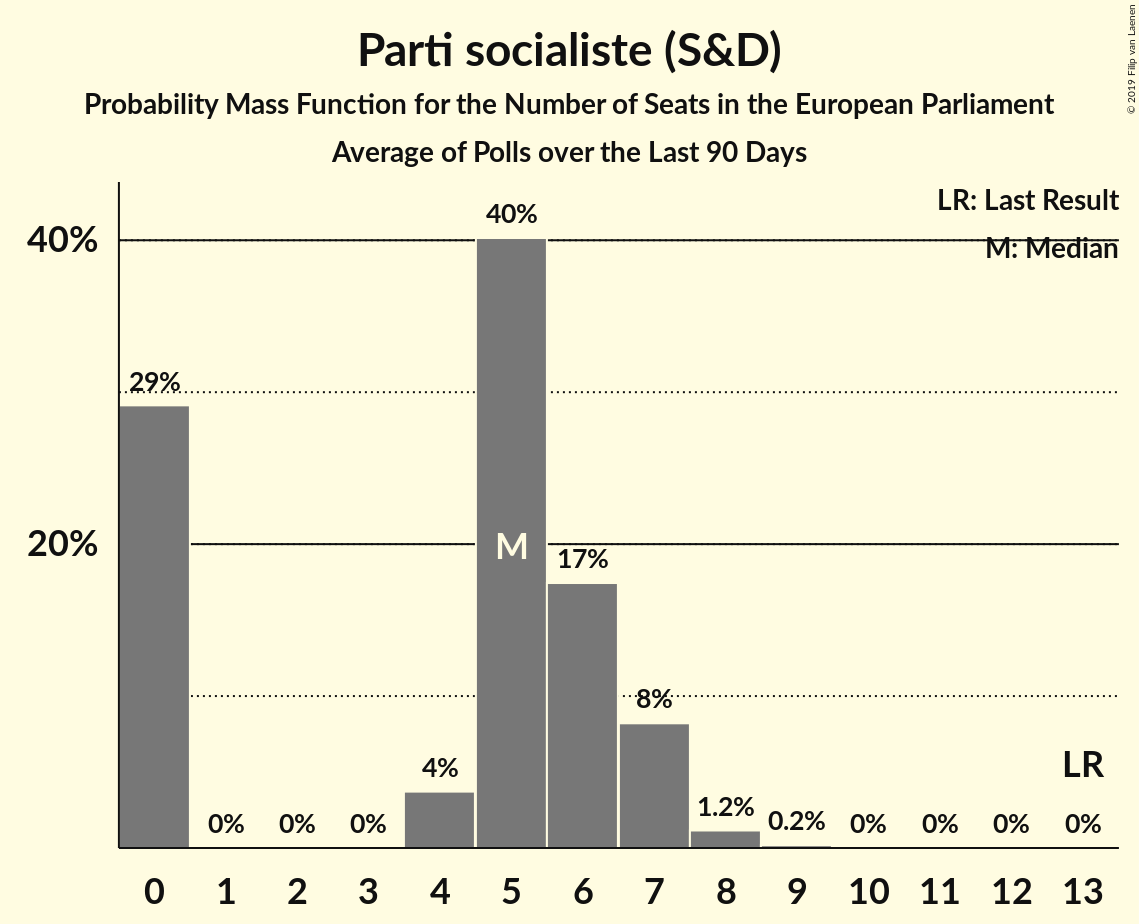 Parti socialiste (S&D)
Probability Mass Function for the Number of Seats in the European Parliament
Average of Polls over the Last 90 Days
© 2019 Filip van Laenen
LR: Last Result
M: Median
40%
20%
29%
0%
0%
0%
4%
40%
M
17%
8%
1.2%
0.2%
0%
0%
0%
LR
0%
0 1 2 3 4 5 6 7 8 9 10 11 12 13